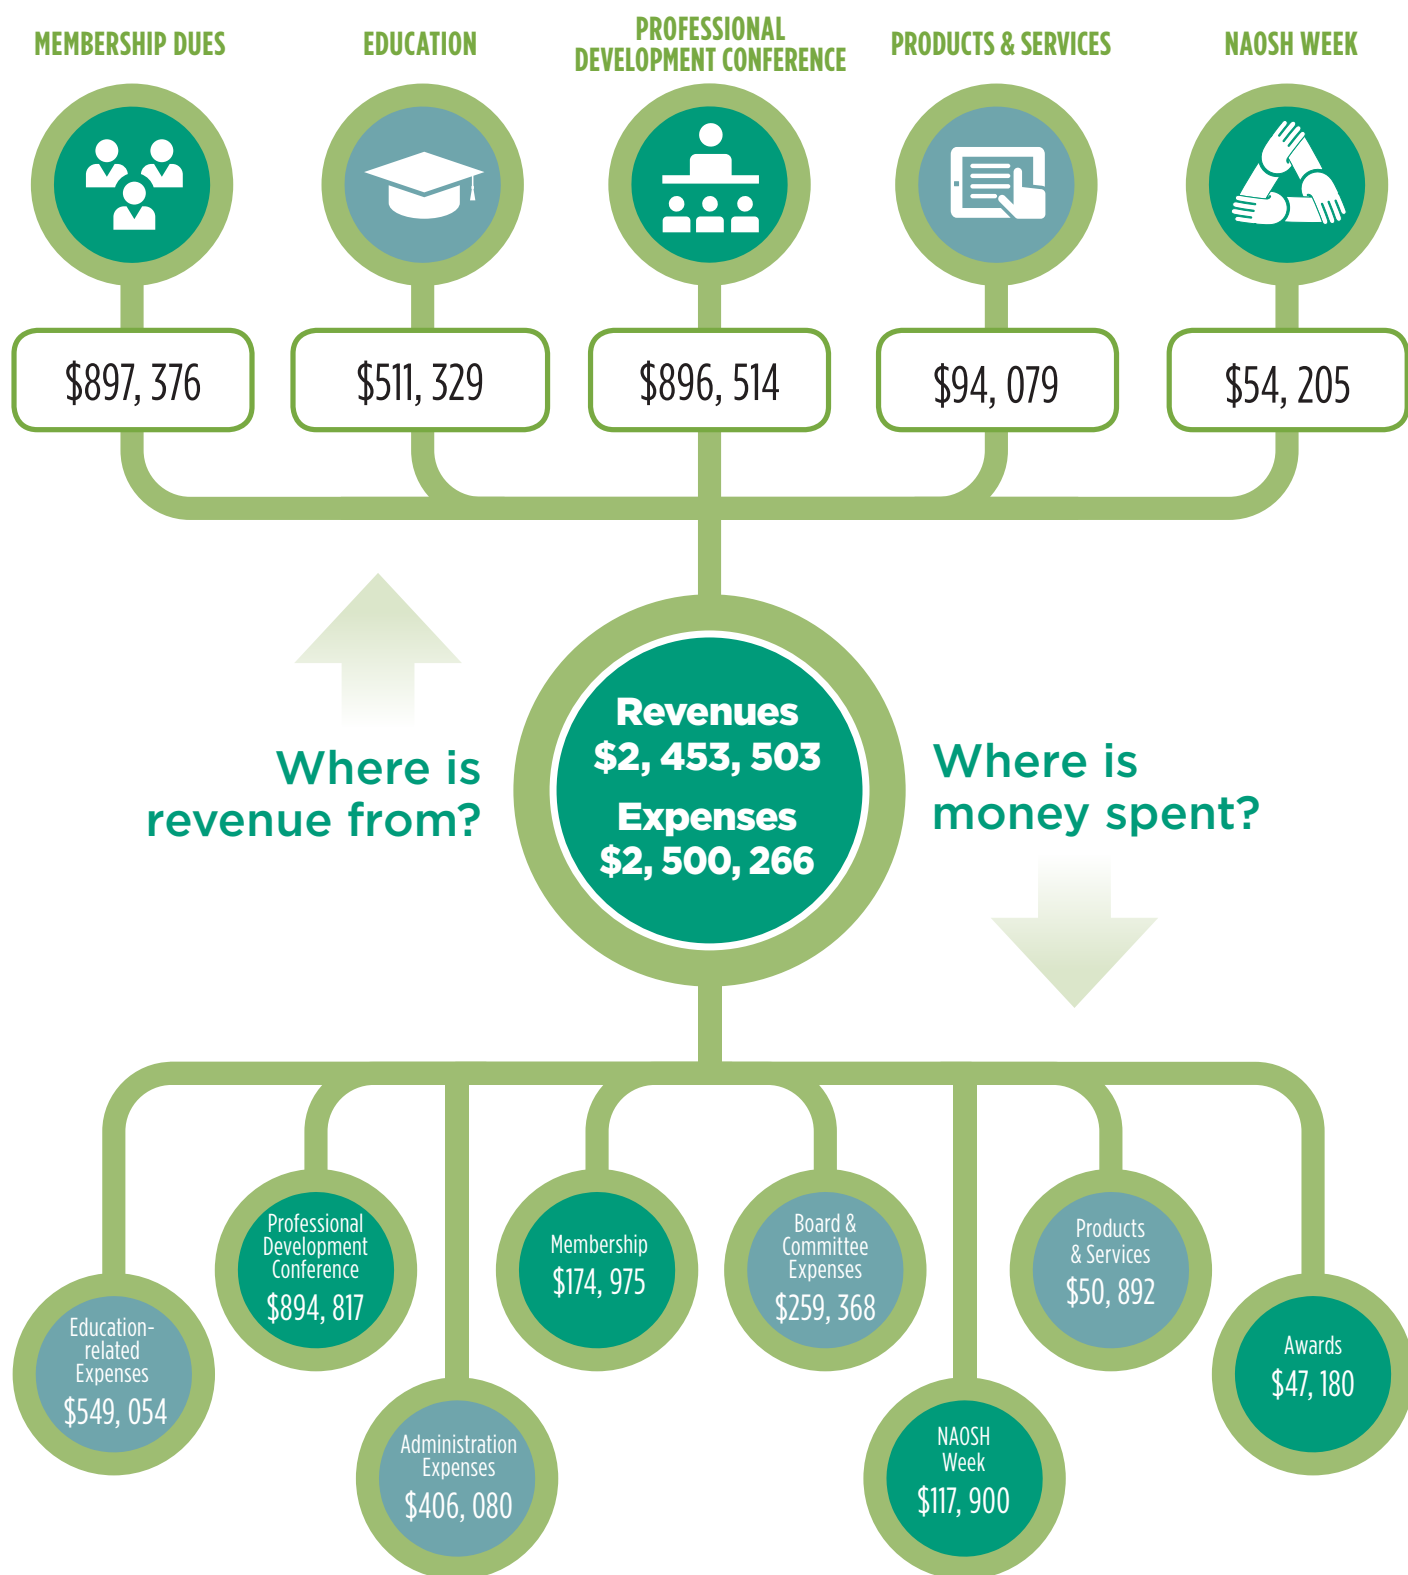 MEMBERSHIP DUES
EDUCATION
PROFESSIONAL
DEVELOPMENT CONFERENCE
PRODUCTS & SERVICES
NAOSH WEEK
$897, 376
$511, 329
$896, 514
$94, 079
$54, 205
Where is
revenue from?
Revenues
$2, 453, 503
Expenses
$2, 500, 266
Where is
money spent?
Education-
related
Expenses
$549, 054
Professional
Development
Conference
$894, 817
Administration
Expenses
$406, 080
Membership
$174, 975
Board &
Committee
Expenses
$259, 368
NAOSH
Week
$117, 900
Products
& Services
$50, 892
Awards
$47, 180